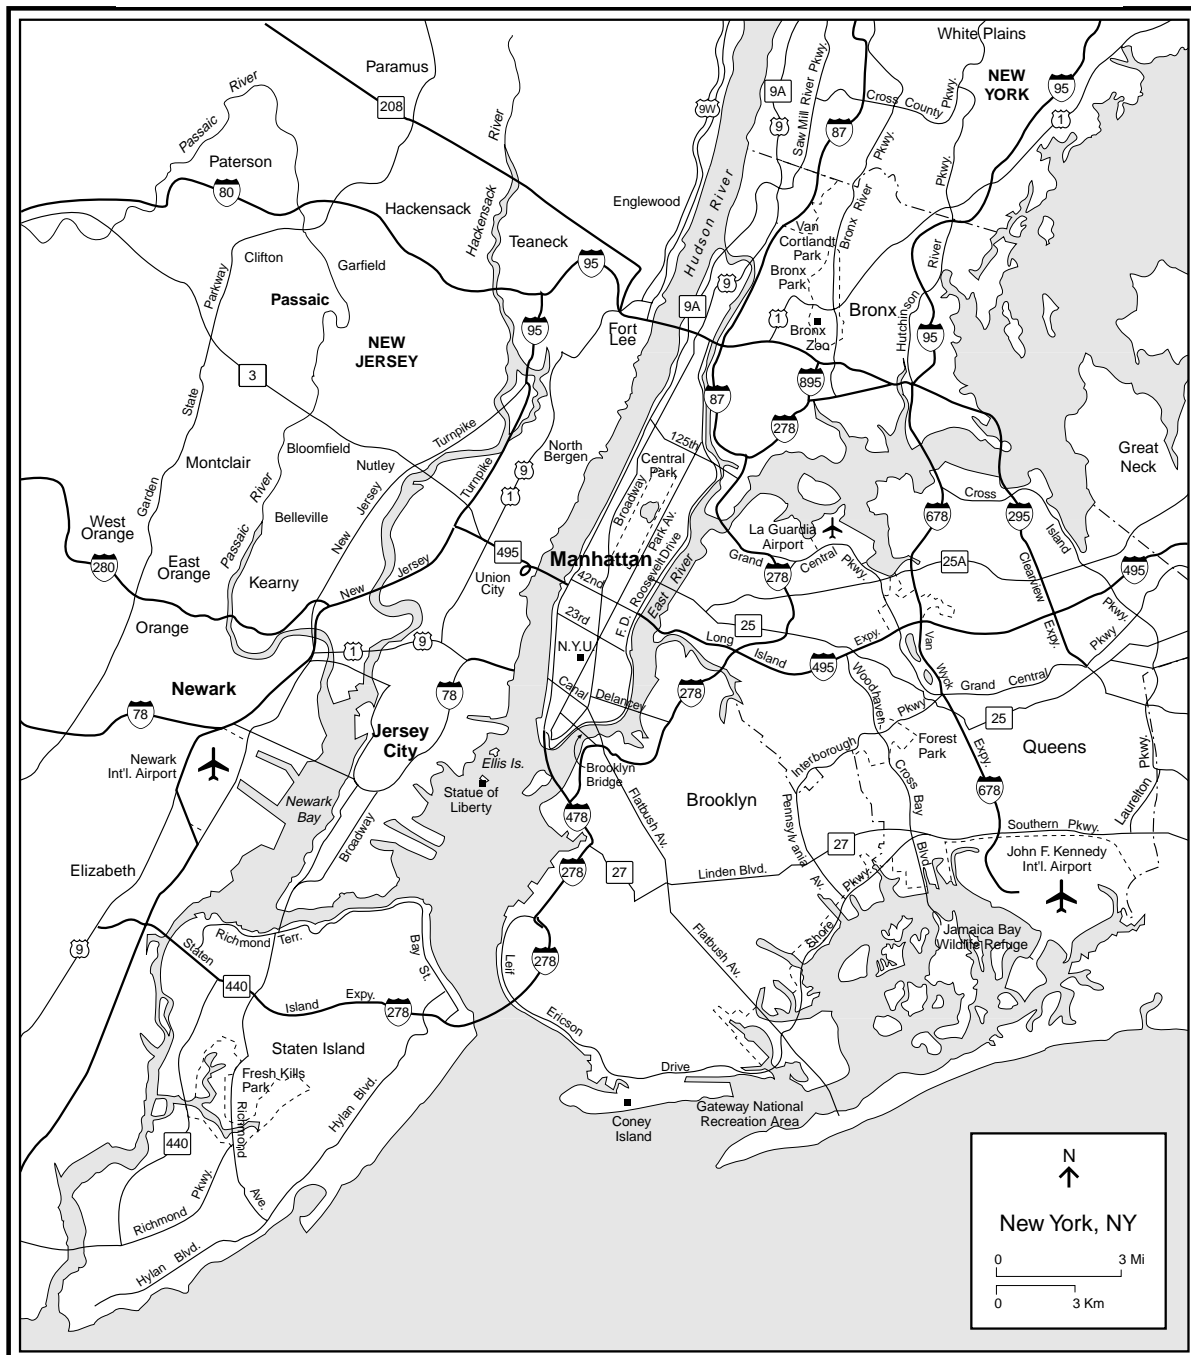 White Plains
NEW
YORK
Paramus
208
9W
9A
9
Saw Mill River Pkwy.
87
Cross County
Pkwy.
95
1
Passaic
River
Paterson
80
Hackensack
River
Hackensack
Teaneck
95
Englewood
Hudson River
Pkwy.
Bronx River
Pkwy.
Van
Cortlandt
Park
Bronx
Park
Bronx
Bronx
Zoo
Hutchinson
River
95
9
9A
1
Clifton
Garfield
Passaic
Parkway
NEW
JERSEY
95
Fort
Lee
3
State
87
895
278
Garden
Montclair
Bloomfield
Nutley
Turnpike
Turnpike
Jersey
New
North
Bergen
9
1
125th
Central
Park
Broadway
Park Av.
Great
Neck
West
Orange
280
East
Orange
Passaic
River
Belleville
Kearny
New
Jersey
495
Union
City
Manhattan
42nd
F.D.
Roosevelt Drive
East River
La Guardia
Airport
Grand
Central
Pkwy.
278
678
Cross
Island
295
25A
Clearview
Expy.
495
Pkwy.
Pkwy.
Orange
1
9
23rd
N.Y.U.
25
Long
Island
Expy.
495
Van
Wyck
Expy.
Grand
Central
Newark
78
78
Jersey
City
Canal
Delancey
278
Woodhaven
Pkwy
25
Forest
Park
Queens
Interborough
Newark
Int'l. Airport
Ellis Is.
Statue of
Liberty
Brooklyn
Bridge
Brooklyn
Flatbush Av.
Cross
Bay
Blvd.
678
Pkwy.
Laurelton
Newark
Bay
Broadway
478
278
27
Linden Blvd.
27
Pennsylvania
Av.
Southern
Pkwy.
John F. Kennedy
Int'l. Airport
Elizabeth
9
Shore
Pkwy.
Staten
Richmond Terr.
Bay
St.
Leif
278
Flatbush Av.
Jamaica Bay
Wildlife Refuge
440
Island
Expy.
278
Ericson
Drive
Staten Island
Fresh Kills
Park
Richmond
Hylan Blvd.
Coney
Island
Gateway National
Recreation Area
440
Richmond
Pkwy.
Ave.
Hylan Blvd.
N
New York, NY
0
3 Mi
0
3 Km